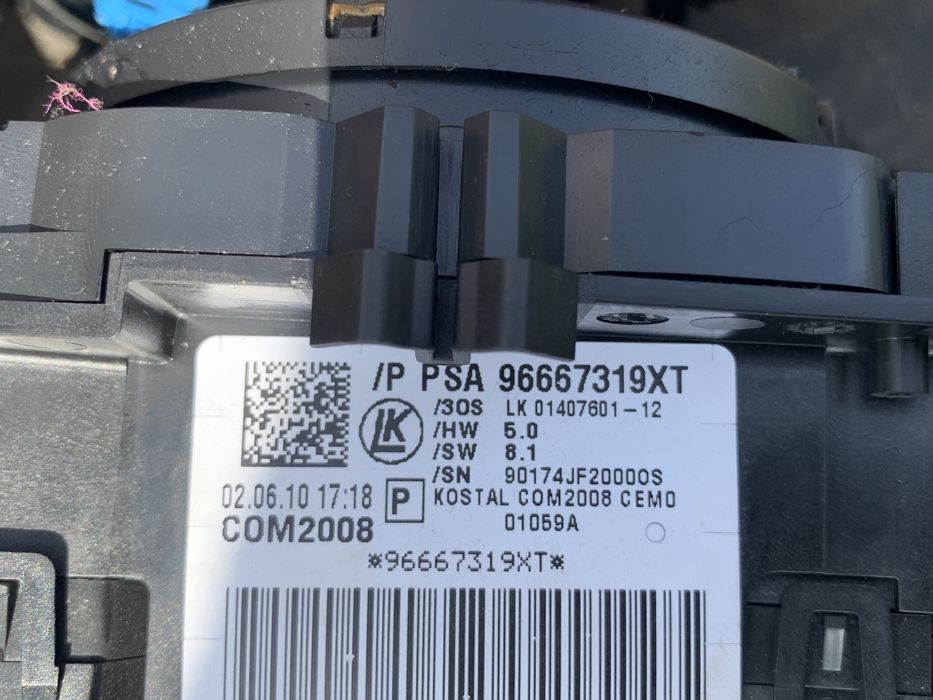 /P PSA 96667319XT
/3OS LK 01407601-12
LK
/HW 5.0
/SW 8.1
/SN 90174JF20000S
02.06.10 17:18 P KOSTAL COM2008 CEM0
COM2008 01059A
*96667319XT*